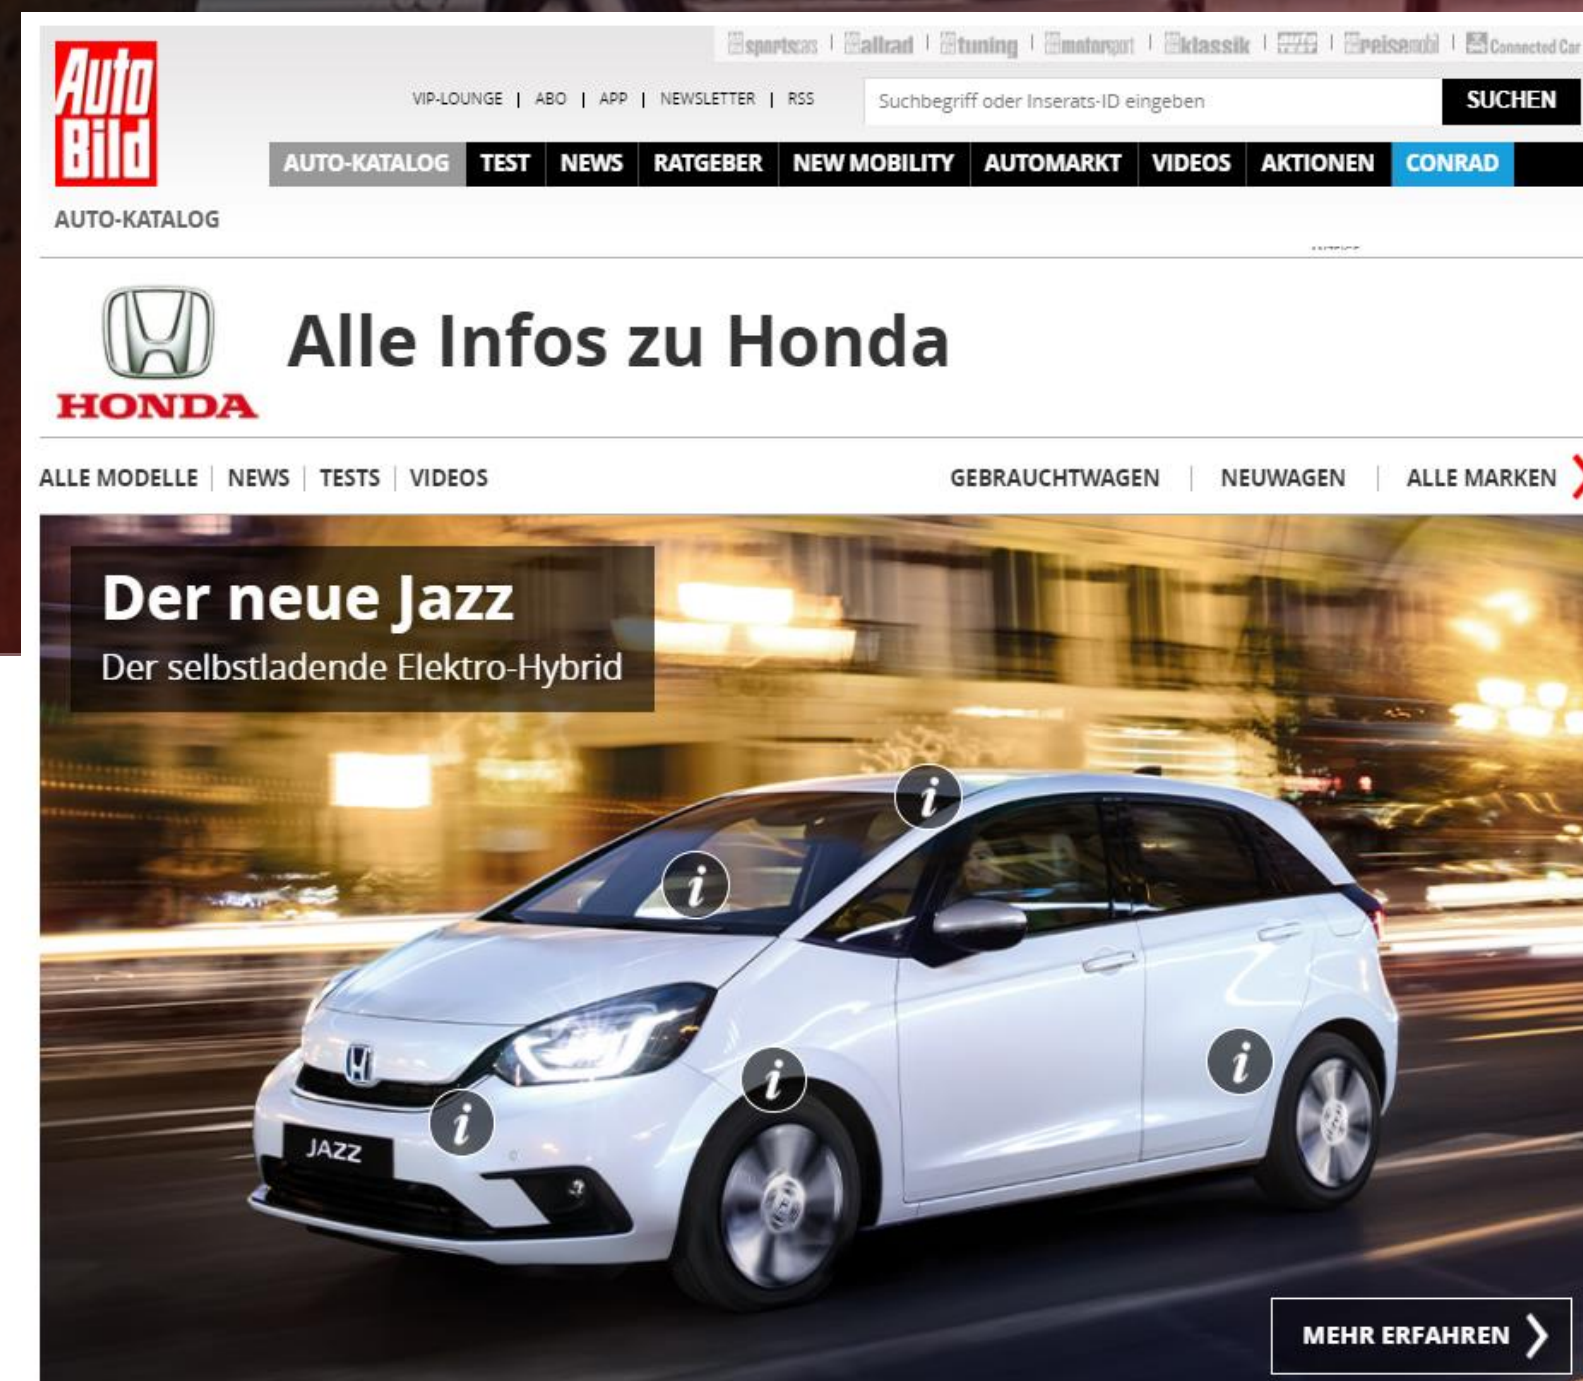 sportscars allrad tuning motorsport klassik reisemobil Connected Car
Auto
Bild
VIP-LOUNGE | ABO | APP | NEWSLETTER | RSS
Suchbegriff oder Inserats-ID eingeben
SUCHEN
AUTO-KATALOG TEST NEWS RATGEBER NEW MOBILITY AUTOMARKT VIDEOS AKTIONEN CONRAD
AUTO-KATALOG
ANZEIGE
HONDA
Alle Infos zu Honda
ALLE MODELLE | NEWS | TESTS | VIDEOS
GEBRAUCHTWAGEN | NEUWAGEN | ALLE MARKEN
Der neue Jazz
Der selbstladende Elektro-Hybrid
i
i
i
i
i
JAZZ
MEHR ERFAHREN